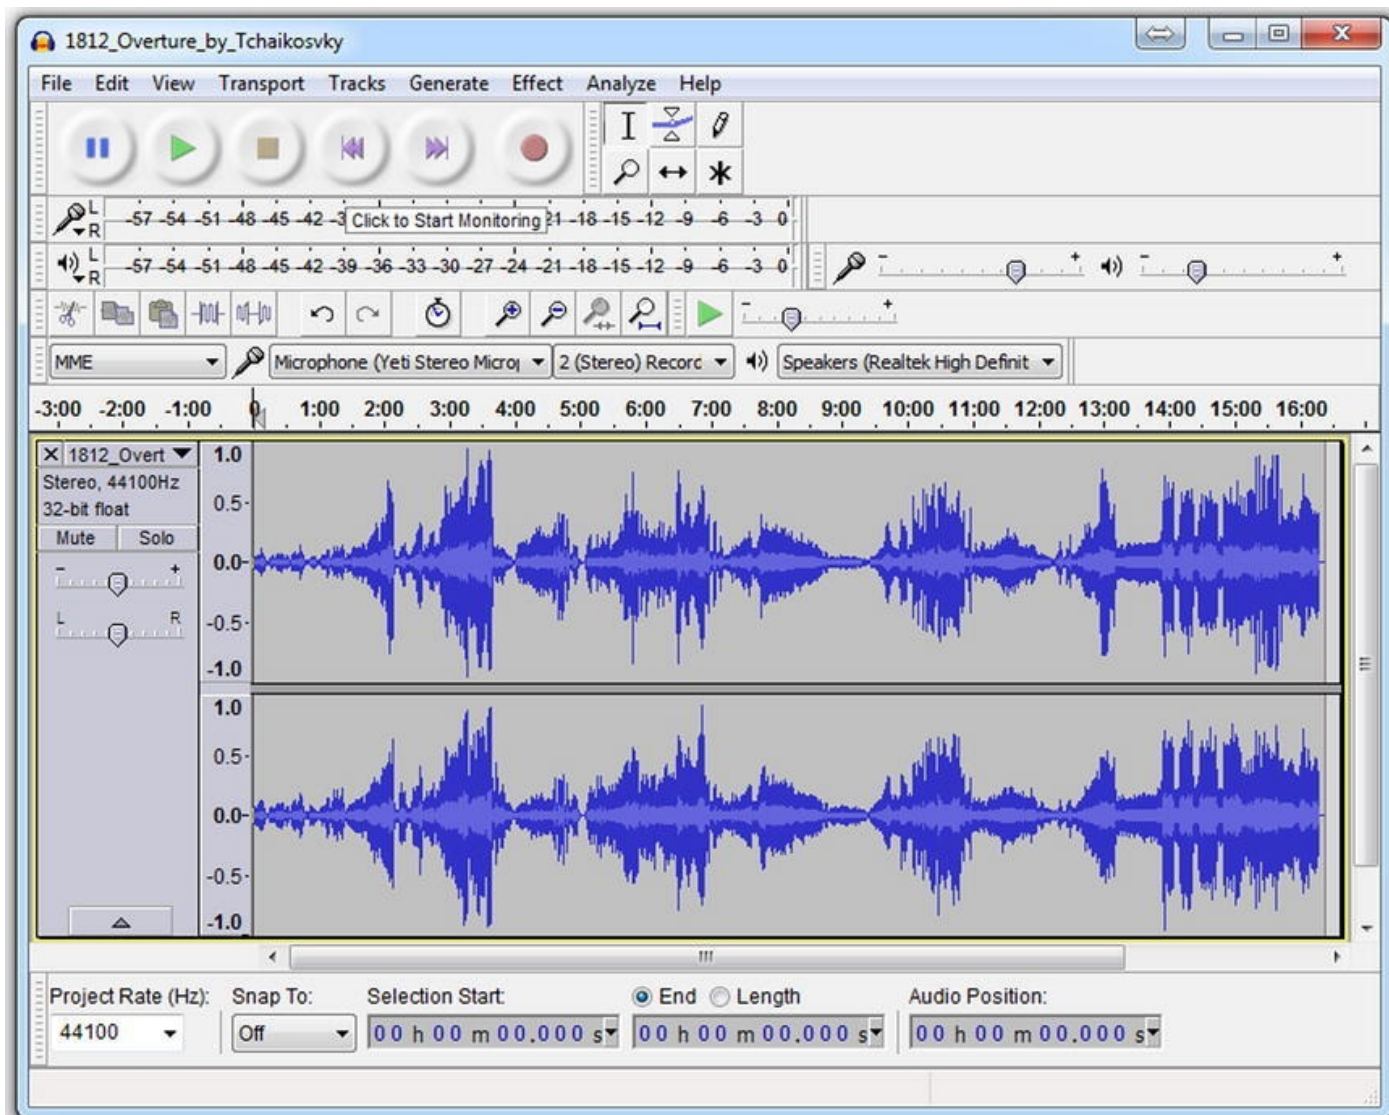 1812_Overture_by_Tchaikosvky
File Edit View Transport Tracks Generate Effect Analyze Help
L
R
-57 -54 -51 -48 -45 -42 -3 Click to Start Monitoring 21 -18 -15 -12 -9 -6 -3 0
L
R
-57 -54 -51 -48 -45 -42 -39 -36 -33 -30 -27 -24 -21 -18 -15 -12 -9 -6 -3 0
- + - +
- +
MME Microphone (Yeti Stereo Microp 2 (Stereo) Record Speakers (Realtek High Definit
-3:00 -2:00 -1:00 0 1:00 2:00 3:00 4:00 5:00 6:00 7:00 8:00 9:00 10:00 11:00 12:00 13:00 14:00 15:00 16:00
X 1812_Overt
Stereo, 44100Hz
32-bit float
Mute Solo
- +
L R
1.0
0.5
0.0
-0.5
-1.0
1.0
0.5
0.0
-0.5
-1.0
Project Rate (Hz): Snap To: Selection Start: End Length Audio Position:
44100 Off 00 h 00 m 00.000 s 00 h 00 m 00.000 s 00 h 00 m 00.000 s